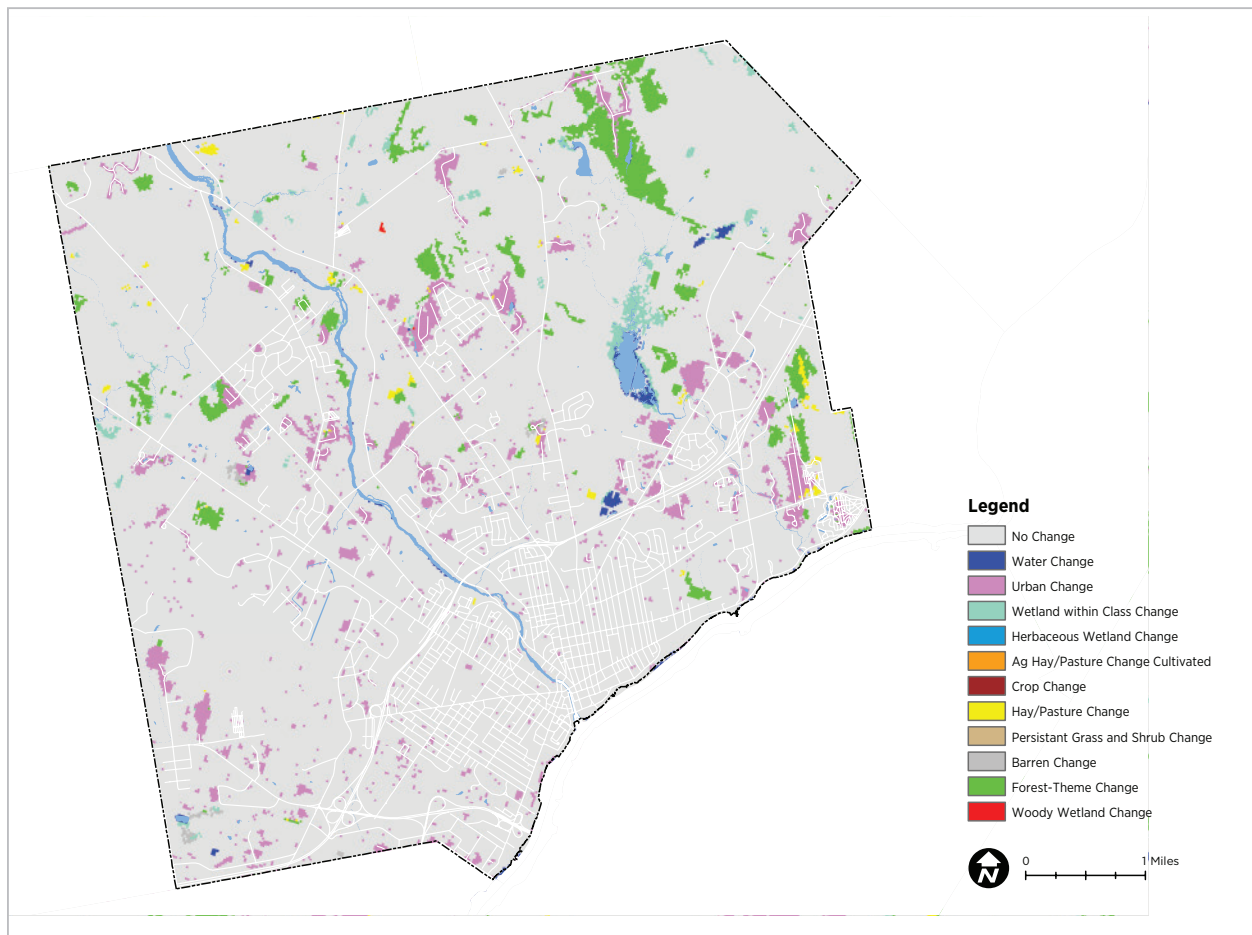 Legend
No Change
Water Change
Urban Change
Wetland within Class Change
Herbaceous Wetland Change
Ag Hay/Pasture Change Cultivated
Crop Change
Hay/Pasture Change
Persistant Grass and Shrub Change
Barren Change
Forest-Theme Change
Woody Wetland Change
N
0 1 Miles